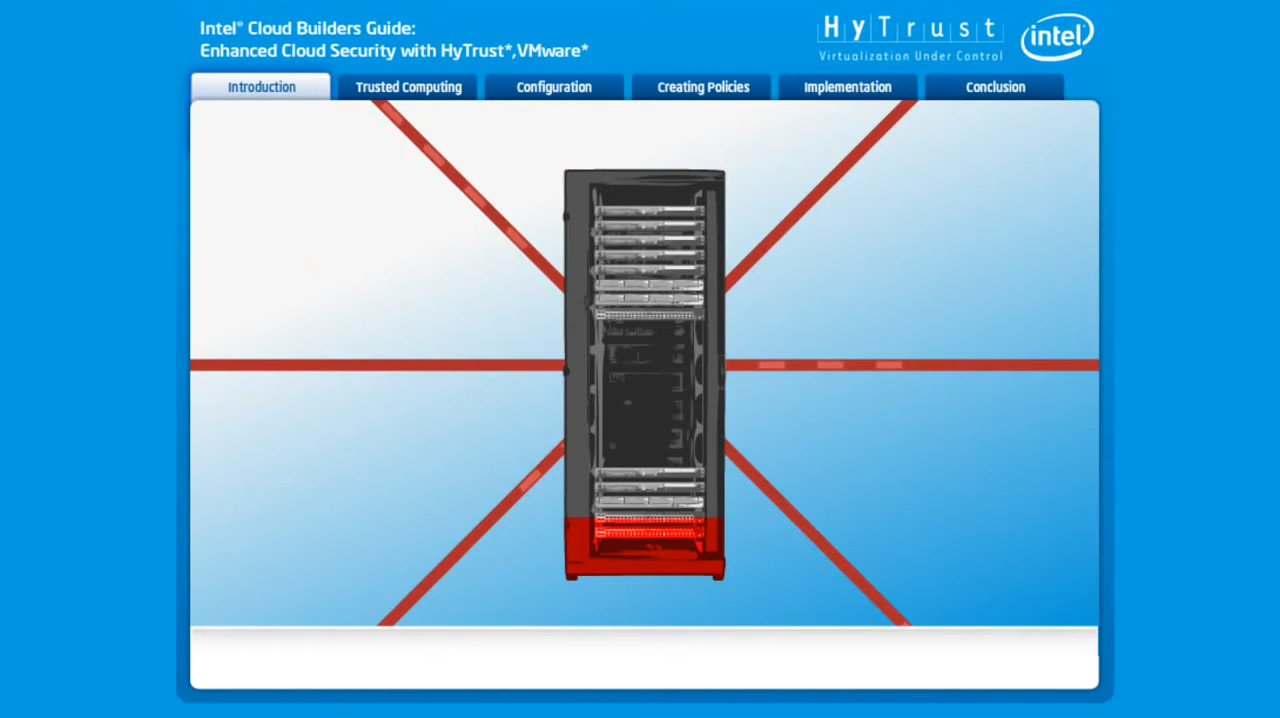 Intel® Cloud Builders Guide:
Enhanced Cloud Security with HyTrust*,VMware*
HyTrust
Virtualization Under Control
intel
Introduction
Trusted Computing
Configuration
Creating Policies
Implementation
Conclusion